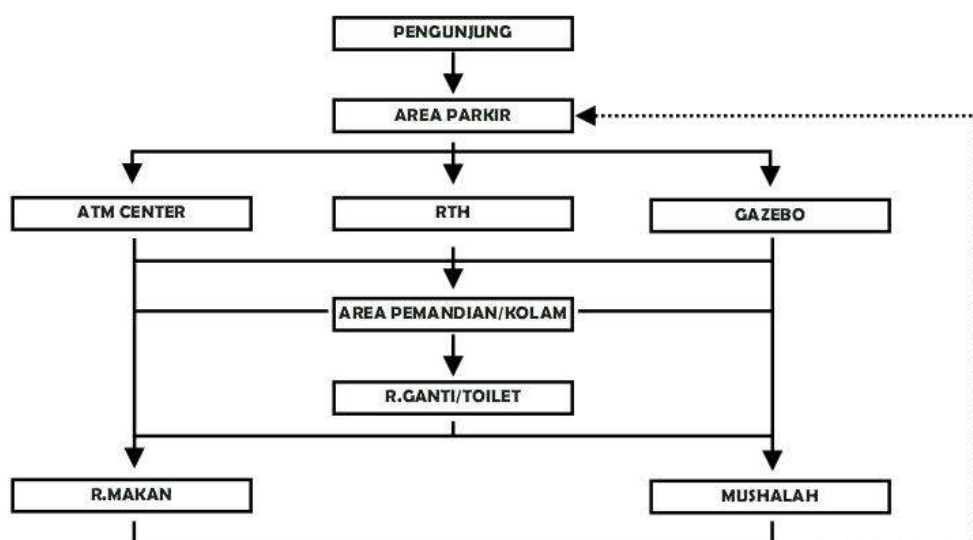 PENGUNJUNG
AREA PARKIR
ATM CENTER
RTH
GAZEBO
AREA PEMANDIAN/KOLAM
R.GANTI/TOILET
R.MAKAN
MUSHALAH